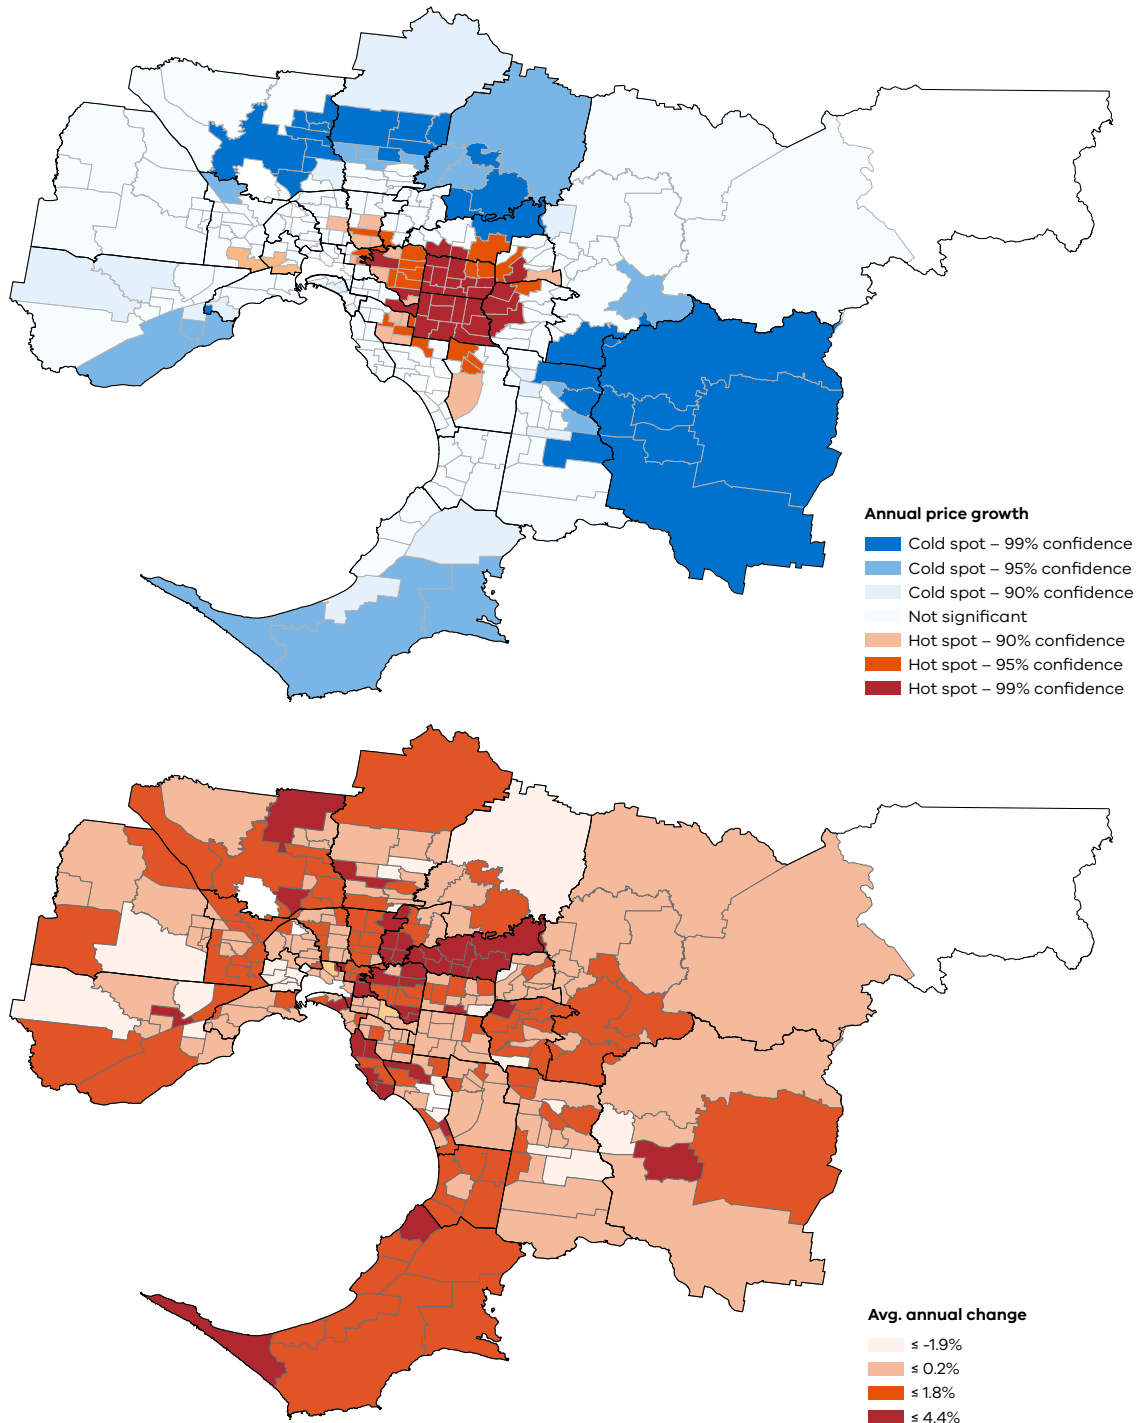 Annual price growth
Cold spot – 99% confidence
Cold spot – 95% confidence
Cold spot – 90% confidence
Not significant
Hot spot – 90% confidence
Hot spot – 95% confidence
Hot spot – 99% confidence
Avg. annual change
≤ -1.9%
≤ 0.2%
≤ 1.8%
≤ 4.4%